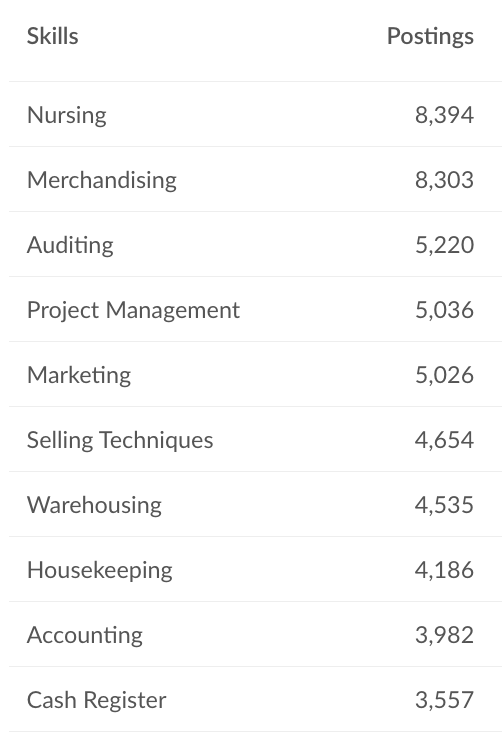 Skills Postings
Nursing 8,394
Merchandising 8,303
Auditing 5,220
Project Management 5,036
Marketing 5,026
Selling Techniques 4,654
Warehousing 4,535
Housekeeping 4,186
Accounting 3,982
Cash Register 3,557